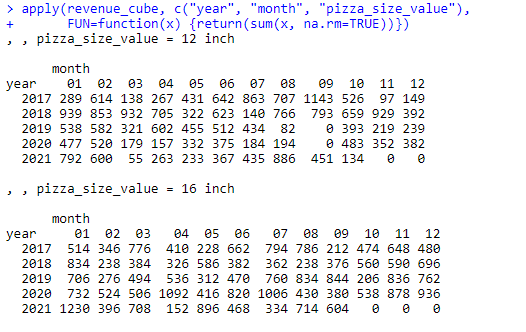 > apply(revenue_cube, c("year", "month", "pizza_size_value"),
+       FUN=function(x) {return(sum(x, na.rm=TRUE))})
, , pizza_size_value = 12 inch
month
year 01 02 03 04 05 06 07 08 09 10 11 12
2017 289 614 138 267 431 642 863 707 1143 526 97 149
2018 939 853 932 705 322 623 140 766 793 659 929 392
2019 538 582 321 602 455 512 434 82 0 393 219 239
2020 477 520 179 157 332 375 184 194 0 483 352 382
2021 792 600 55 263 233 367 435 886 451 134 0 0
, , pizza_size_value = 16 inch
month
year 01 02 03 04 05 06 07 08 09 10 11 12
2017 514 346 776 410 228 662 794 786 212 474 648 480
2018 834 238 384 326 586 382 362 238 376 560 590 696
2019 706 276 494 536 312 470 760 834 844 206 836 762
2020 732 524 506 1092 416 820 1006 430 380 538 878 936
2021 1230 396 708 152 896 468 334 714 604 0 0 0